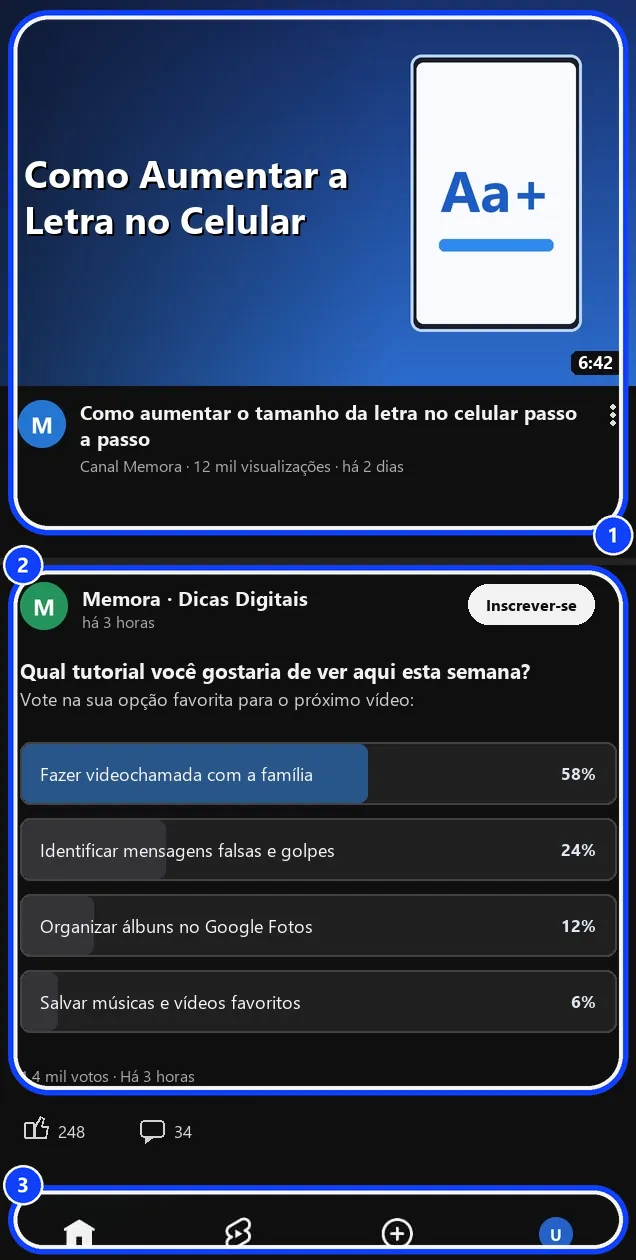 Como Aumentar a
Letra no Celular
Aa+
6:42
M
Como aumentar o tamanho da letra no celular passo
a passo
Canal Memora · 12 mil visualizações · há 2 dias
1
2
M
Memora · Dicas Digitais
há 3 horas
Inscrever-se
Qual tutorial você gostaria de ver aqui esta semana?
Vote na sua opção favorita para o próximo vídeo:
Fazer videochamada com a família 58%
Identificar mensagens falsas e golpes 24%
Organizar álbuns no Google Fotos 12%
Salvar músicas e vídeos favoritos 6%
mil votos · Há 3 horas
248 34
3
U